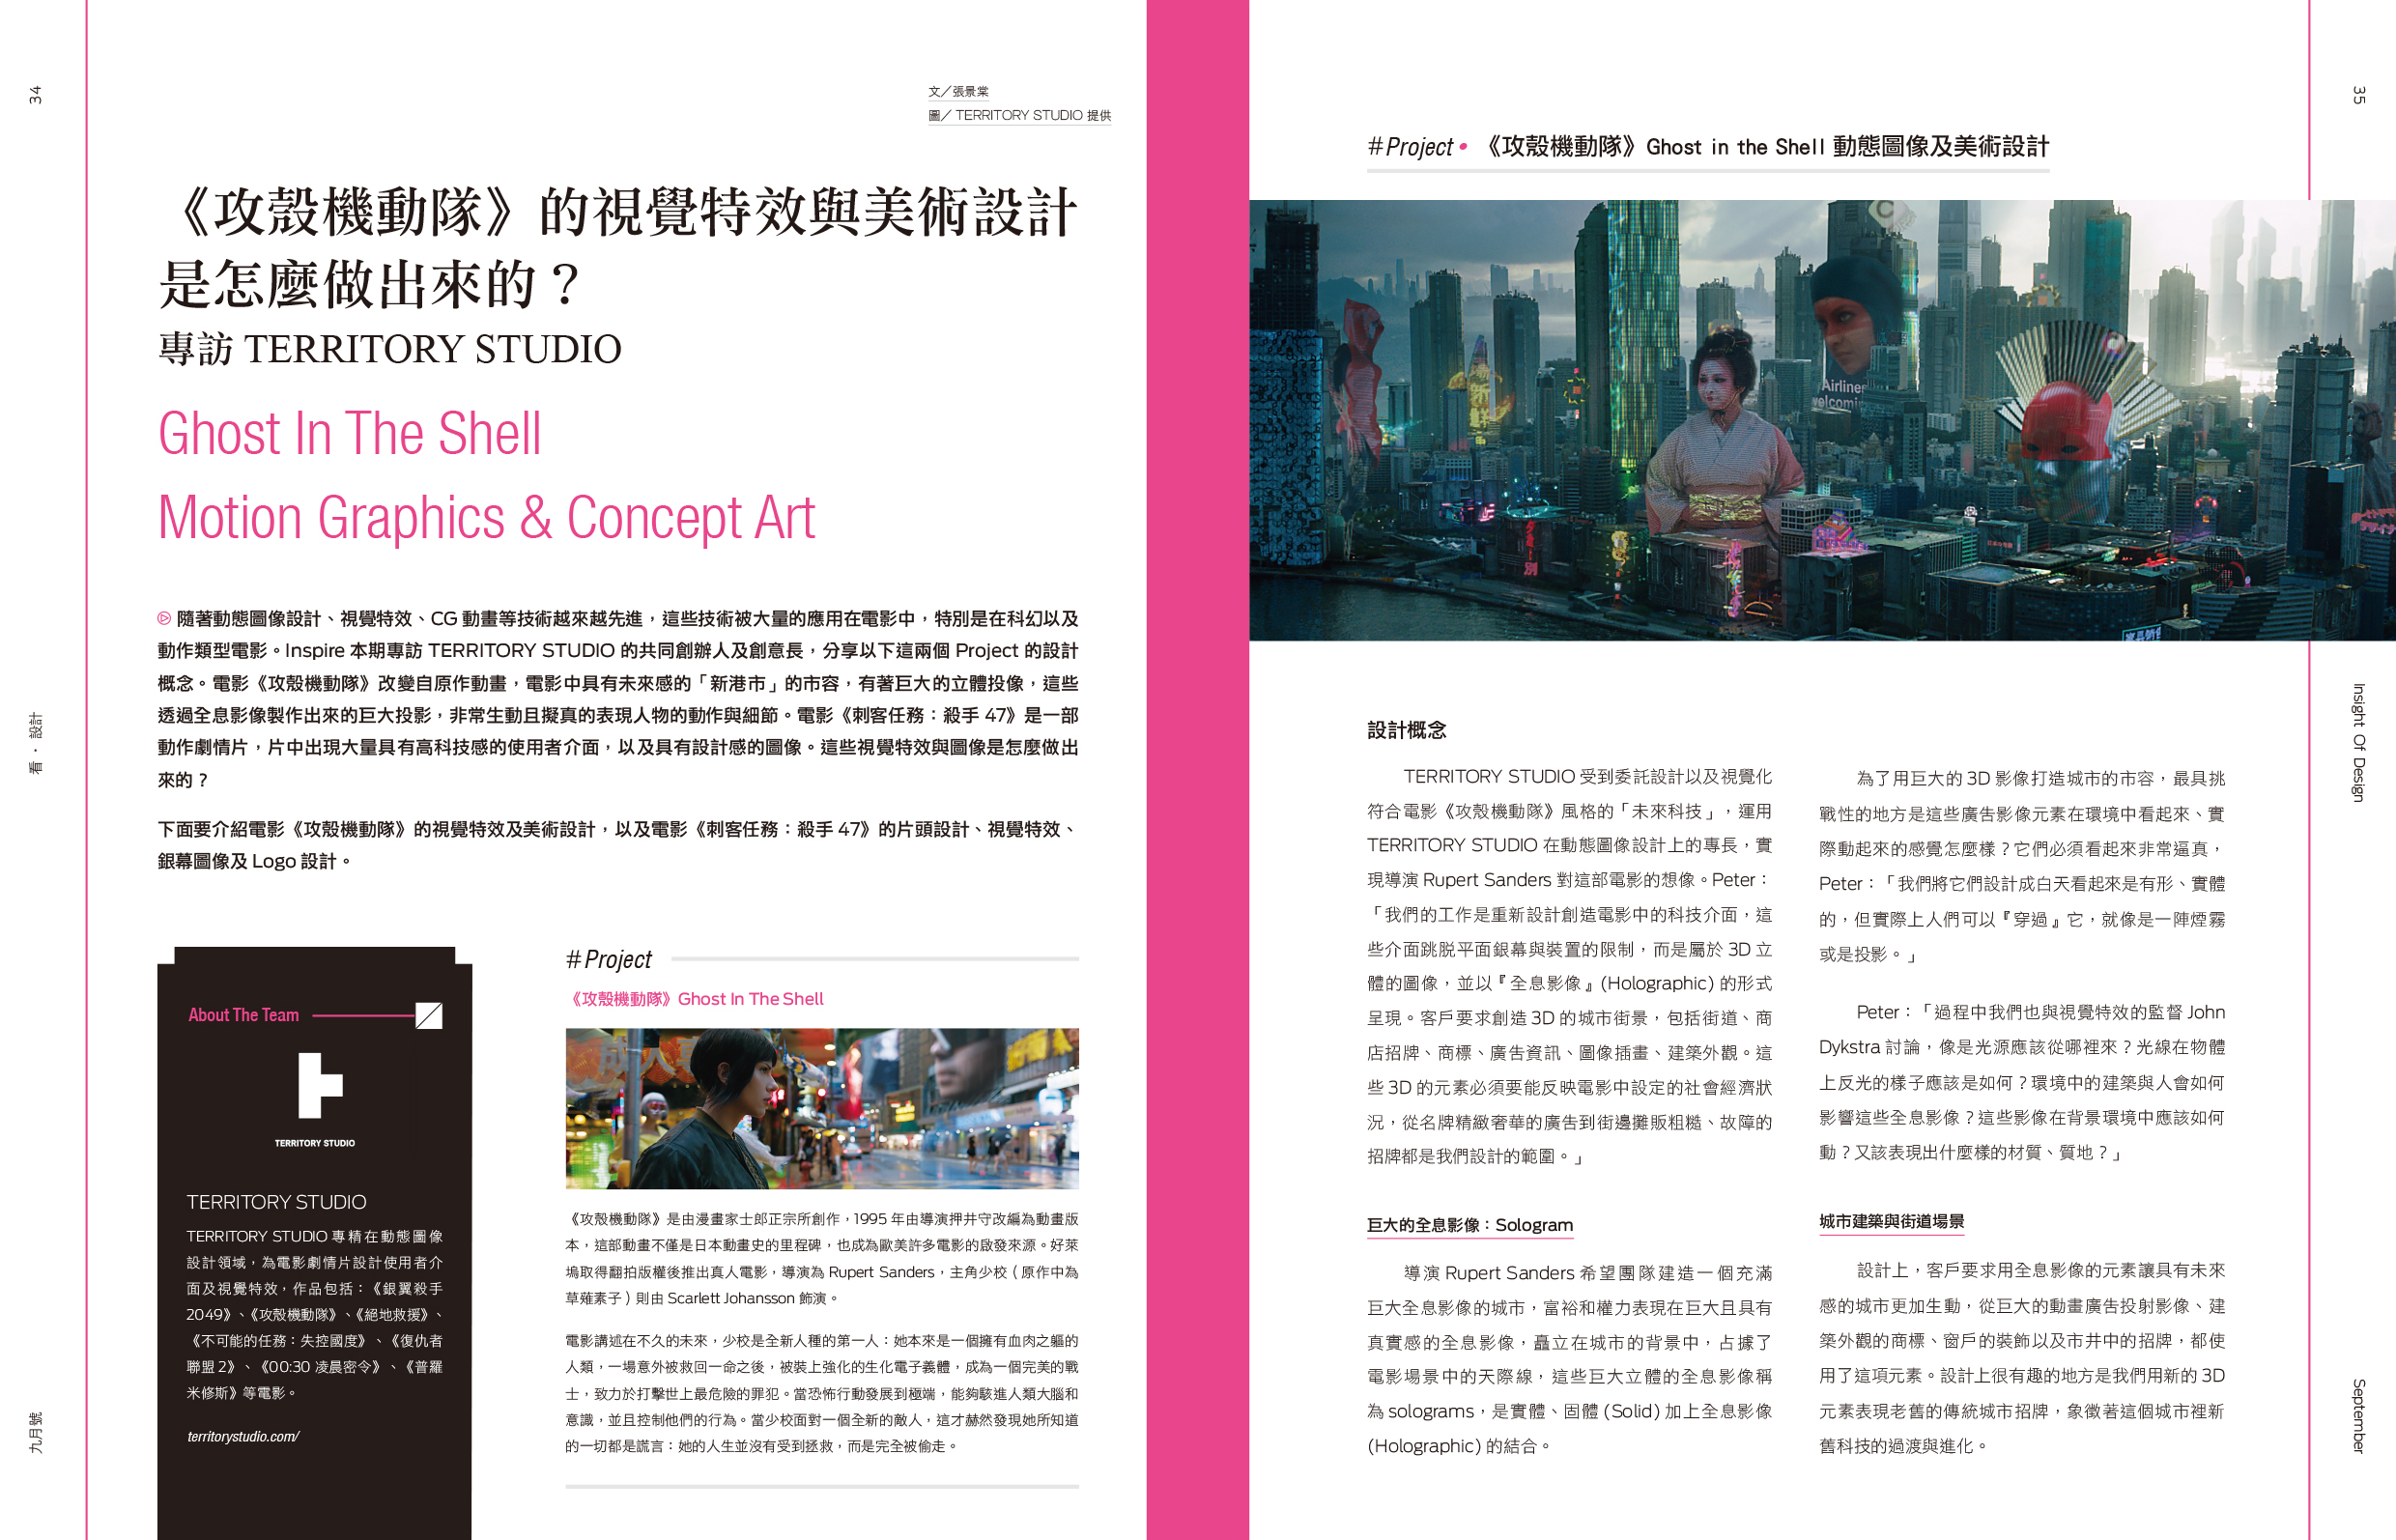 34
文／張景棠
圖／TERRITORY STUDIO 提供
《攻殼機動隊》的視覺特效與美術設計
是怎麼做出來的？
專訪 TERRITORY STUDIO
Ghost In The Shell
Motion Graphics & Concept Art
隨著動態圖像設計、視覺特效、CG 動畫等技術越來越先進，這些技術被大量的應用在電影中，特別是在科幻以及
動作類型電影。Inspire 本期專訪 TERRITORY STUDIO 的共同創辦人及創意長，分享以下這兩個 Project 的設計
概念。電影《攻殼機動隊》改變自原作動畫，電影中具有未來感的「新港市」的市容，有著巨大的立體投像，這些
透過全息影像製作出來的巨大投影，非常生動且擬真的表現人物的動作與細節。電影《刺客任務：殺手 47》是一部
動作劇情片，片中出現大量具有高科技感的使用者介面，以及具有設計感的圖像。這些視覺特效與圖像是怎麼做出
來的？
下面要介紹電影《攻殼機動隊》的視覺特效及美術設計，以及電影《刺客任務：殺手 47》的片頭設計、視覺特效、
銀幕圖像及 Logo 設計。
看・設計
九月號
About The Team
TERRITORY STUDIO
TERRITORY STUDIO
TERRITORY STUDIO 專精在動態圖像
設計領域，為電影劇情片設計使用者介
面及視覺特效，作品包括：《銀翼殺手
2049》、《攻殼機動隊》、《絕地救援》、
《不可能的任務：失控國度》、《復仇者
聯盟 2》、《00:30 凌晨密令》、《普羅
米修斯》等電影。
territorystudio.com/
#Project
《攻殼機動隊》Ghost In The Shell
《攻殼機動隊》是由漫畫家士郎正宗所創作，1995 年由導演押井守改編為動畫版
本，這部動畫不僅是日本動畫史的里程碑，也成為歐美許多電影的啟發來源。好萊
塢取得翻拍版權後推出真人電影，導演為 Rupert Sanders，主角少校（原作中為
草薙素子）則由 Scarlett Johansson 飾演。
電影講述在不久的未來，少校是全新人種的第一人：她本來是一個擁有血肉之軀的
人類，一場意外被救回一命之後，被裝上強化的生化電子義體，成為一個完美的戰
士，致力於打擊世上最危險的罪犯。當恐怖行動發展到極端，能夠駭進人類大腦和
意識，並且控制他們的行為。當少校面對一個全新的敵人，這才赫然發現她所知道
的一切都是謊言：她的人生並沒有受到拯救，而是完全被偷走。
35
#Project・《攻殼機動隊》Ghost in the Shell 動態圖像及美術設計
Airlines
welcoming
設計概念
TERRITORY STUDIO 受到委託設計以及視覺化
符合電影《攻殼機動隊》風格的「未來科技」，運用
TERRITORY STUDIO 在動態圖像設計上的專長，實
現導演 Rupert Sanders 對這部電影的想像。Peter：
「我們的工作是重新設計創造電影中的科技介面，這
些介面跳脫平面銀幕與裝置的限制，而是屬於 3D 立
體的圖像，並以『全息影像』(Holographic) 的形式
呈現。客戶要求創造 3D 的城市街景，包括街道、商
店招牌、商標、廣告資訊、圖像插畫、建築外觀。這
些 3D 的元素必須要能反映電影中設定的社會經濟狀
況，從名牌精緻奢華的廣告到街邊攤販粗糙、故障的
招牌都是我們設計的範圍。」
巨大的全息影像：Sologram
導演 Rupert Sanders 希望團隊建造一個充滿
巨大全息影像的城市，富裕和權力表現在巨大且具有
真實感的全息影像，矗立在城市的背景中，占據了
電影場景中的天際線，這些巨大立體的全息影像稱
為 solograms，是實體、固體 (Solid) 加上全息影像
(Holographic) 的結合。
為了用巨大的 3D 影像打造城市的市容，最具挑
戰性的地方是這些廣告影像元素在環境中看起來、實
際動起來的感覺怎麼樣？它們必須看起來非常逼真，
Peter：「我們將它們設計成白天看起來是有形、實體
的，但實際上人們可以『穿過』它，就像是一陣煙霧
或是投影。」
Peter：「過程中我們也與視覺特效的監督 John
Dykstra 討論，像是光源應該從哪裡來？光線在物體
上反光的樣子應該是如何？環境中的建築與人會如何
影響這些全息影像？這些影像在背景環境中應該如何
動？又該表現出什麼樣的材質、質地？」
城市建築與街道場景
設計上，客戶要求用全息影像的元素讓具有未來
感的城市更加生動，從巨大的動畫廣告投射影像、建
築外觀的商標、窗戶的裝飾以及市井中的招牌，都使
用了這項元素。設計上很有趣的地方是我們用新的 3D
元素表現老舊的傳統城市招牌，象徵著這個城市裡新
舊科技的過渡與進化。
Insight Of Design
September